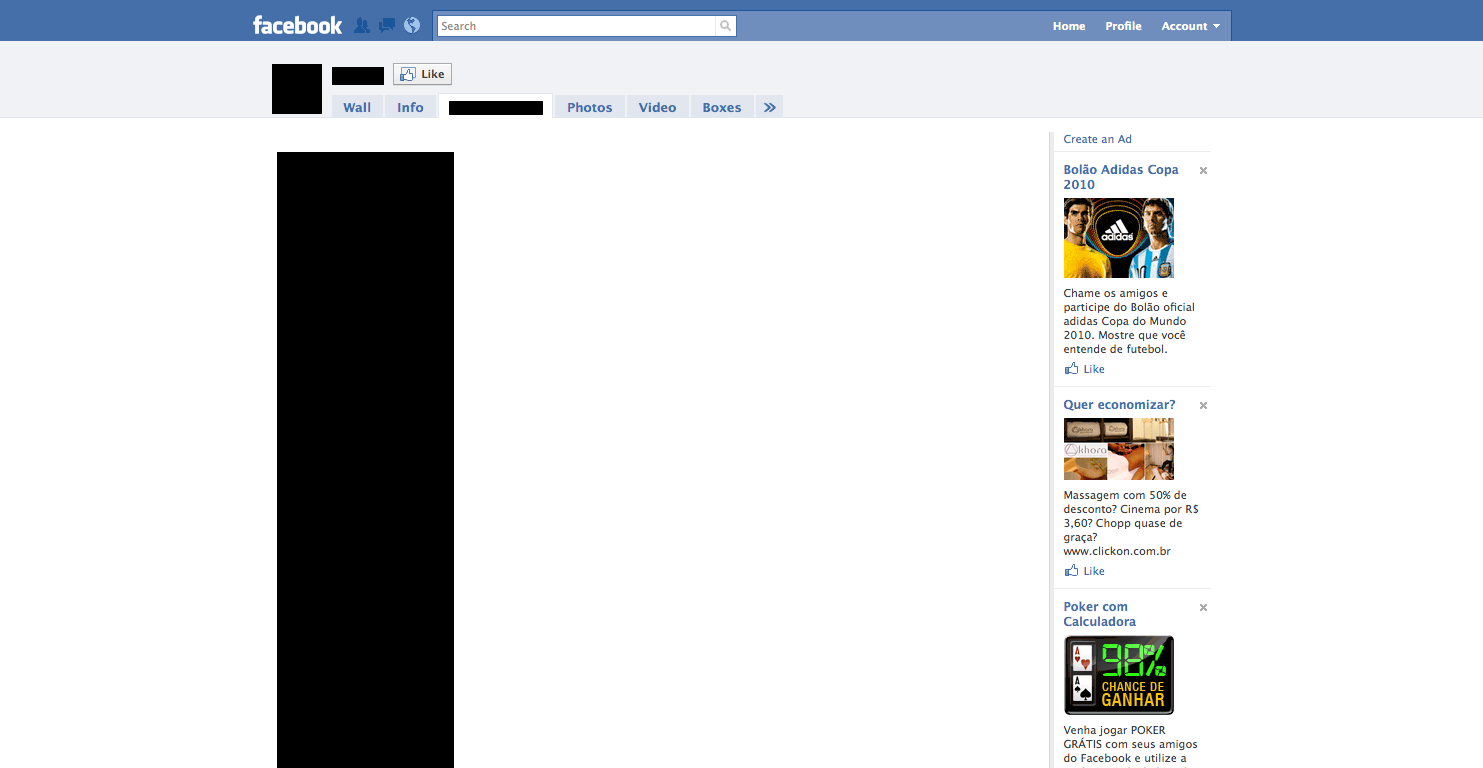 facebook
Search
Home Profile Account
Like
Wall Info Photos Video Boxes »
Create an Ad
Bolão Adidas Copa
2010
adidas
10
Chame os amigos e
participe do Bolão oficial
adidas Copa do Mundo
2010. Mostre que você
entende de futebol.
Like
Quer economizar?
khora
Massagem com 50% de
desconto? Cinema por R$
3,60? Chopp quase de
graça?
www.clickon.com.br
Like
Poker com
Calculadora
A
A
98%
CHANCE DE
GANHAR
Venha jogar POKER
GRÁTIS com seus amigos
do Facebook e utilize a